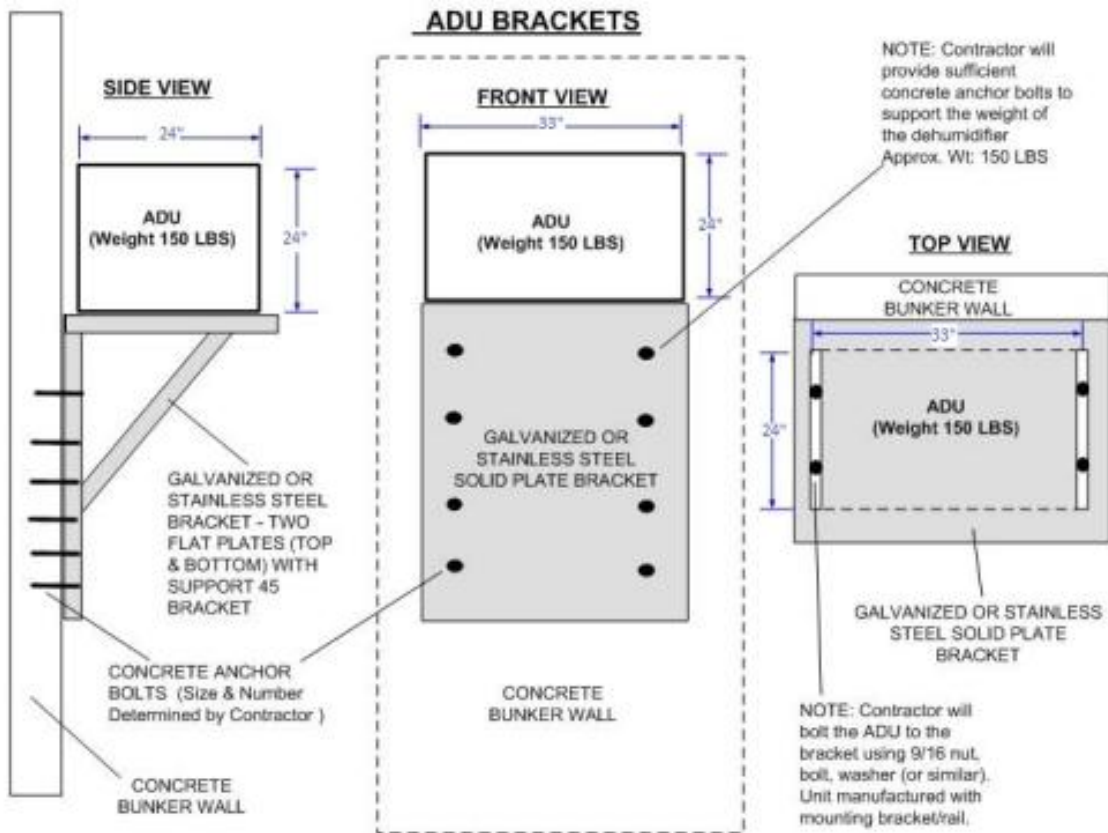 ADU BRACKETS
SIDE VIEW
24"
ADU
(Weight 150 LBS)
24"
GALVANIZED OR
STAINLESS STEEL
BRACKET - TWO
FLAT PLATES (TOP
& BOTTOM) WITH
SUPPORT 45
BRACKET
CONCRETE ANCHOR
BOLTS (Size & Number
Determined by Contractor )
CONCRETE
BUNKER WALL
FRONT VIEW
33"
ADU
(Weight 150 LBS)
24"
GALVANIZED OR
STAINLESS STEEL
SOLID PLATE BRACKET
CONCRETE
BUNKER WALL
NOTE: Contractor will
provide sufficient
concrete anchor bolts to
support the weight of
the dehumidifier
Approx. Wt: 150 LBS
TOP VIEW
CONCRETE
BUNKER WALL
33"
24"
ADU
(Weight 150 LBS)
GALVANIZED OR STAINLESS
STEEL SOLID PLATE
BRACKET
NOTE: Contractor will
bolt the ADU to the
bracket using 9/16 nut,
bolt, washer (or similar).
Unit manufactured with
mounting bracket/rail.